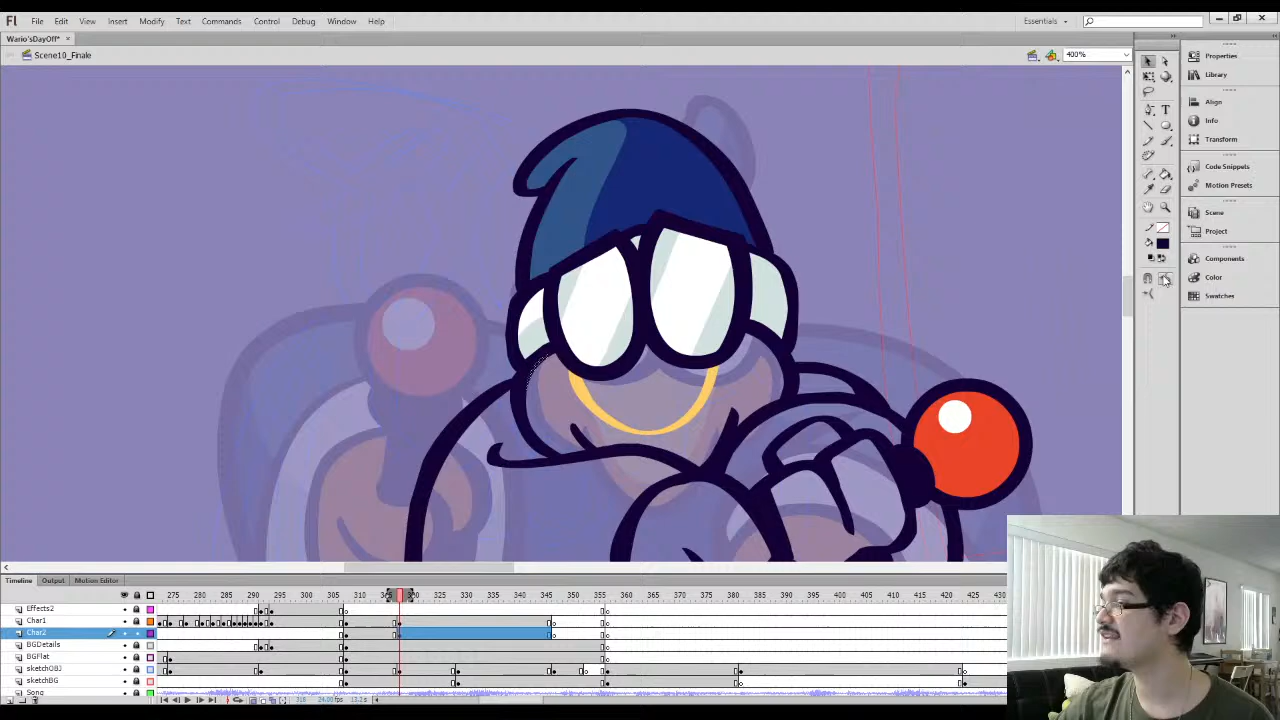 Fl File Edit View Insert Modify Text Commands Control Debug Window Help Essentials
Wario'sDayOff* ×
Scene10_Finale 400%
Properties
Library
Align
Info
Transform
Code Snippets
Motion Presets
Scene
Project
Components
Color
Swatches
Timeline Output Motion Editor
275 280 285 290 295 300 305 310 320 325 330 335 340 345 350 355 360 365 370 375 380 385 390 395 400 405 410 415 420 425 430
Effects2
Char1
Char2
BGDetails
BGFlat
sketchOBJ
sketchBG
Song